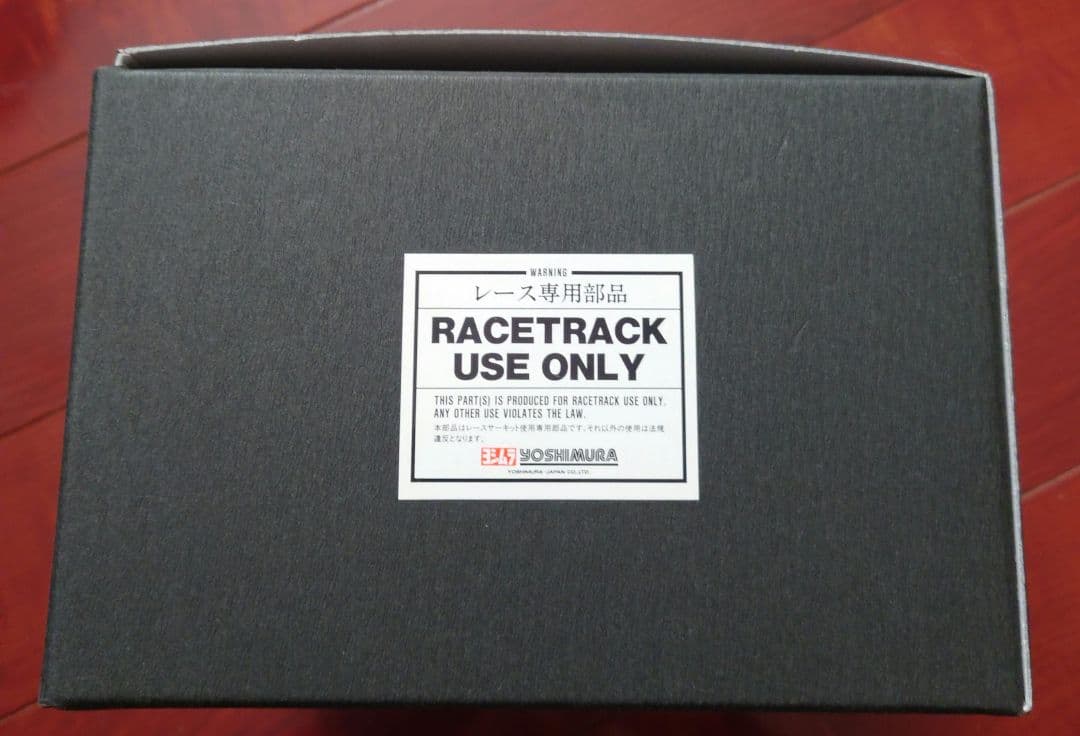 WARNING
レース専用部品
RACETRACK
USE ONLY
THIS PART(S) IS PRODUCED FOR RACETRACK USE ONLY.
ANY OTHER USE VIOLATES THE LAW.
本部品はレースサーキット使用専用部品です。それ以外の使用は法規
違反となります。
ヨシムラ YOSHIMURA
YOSHIMURA JAPAN CO.,LTD.